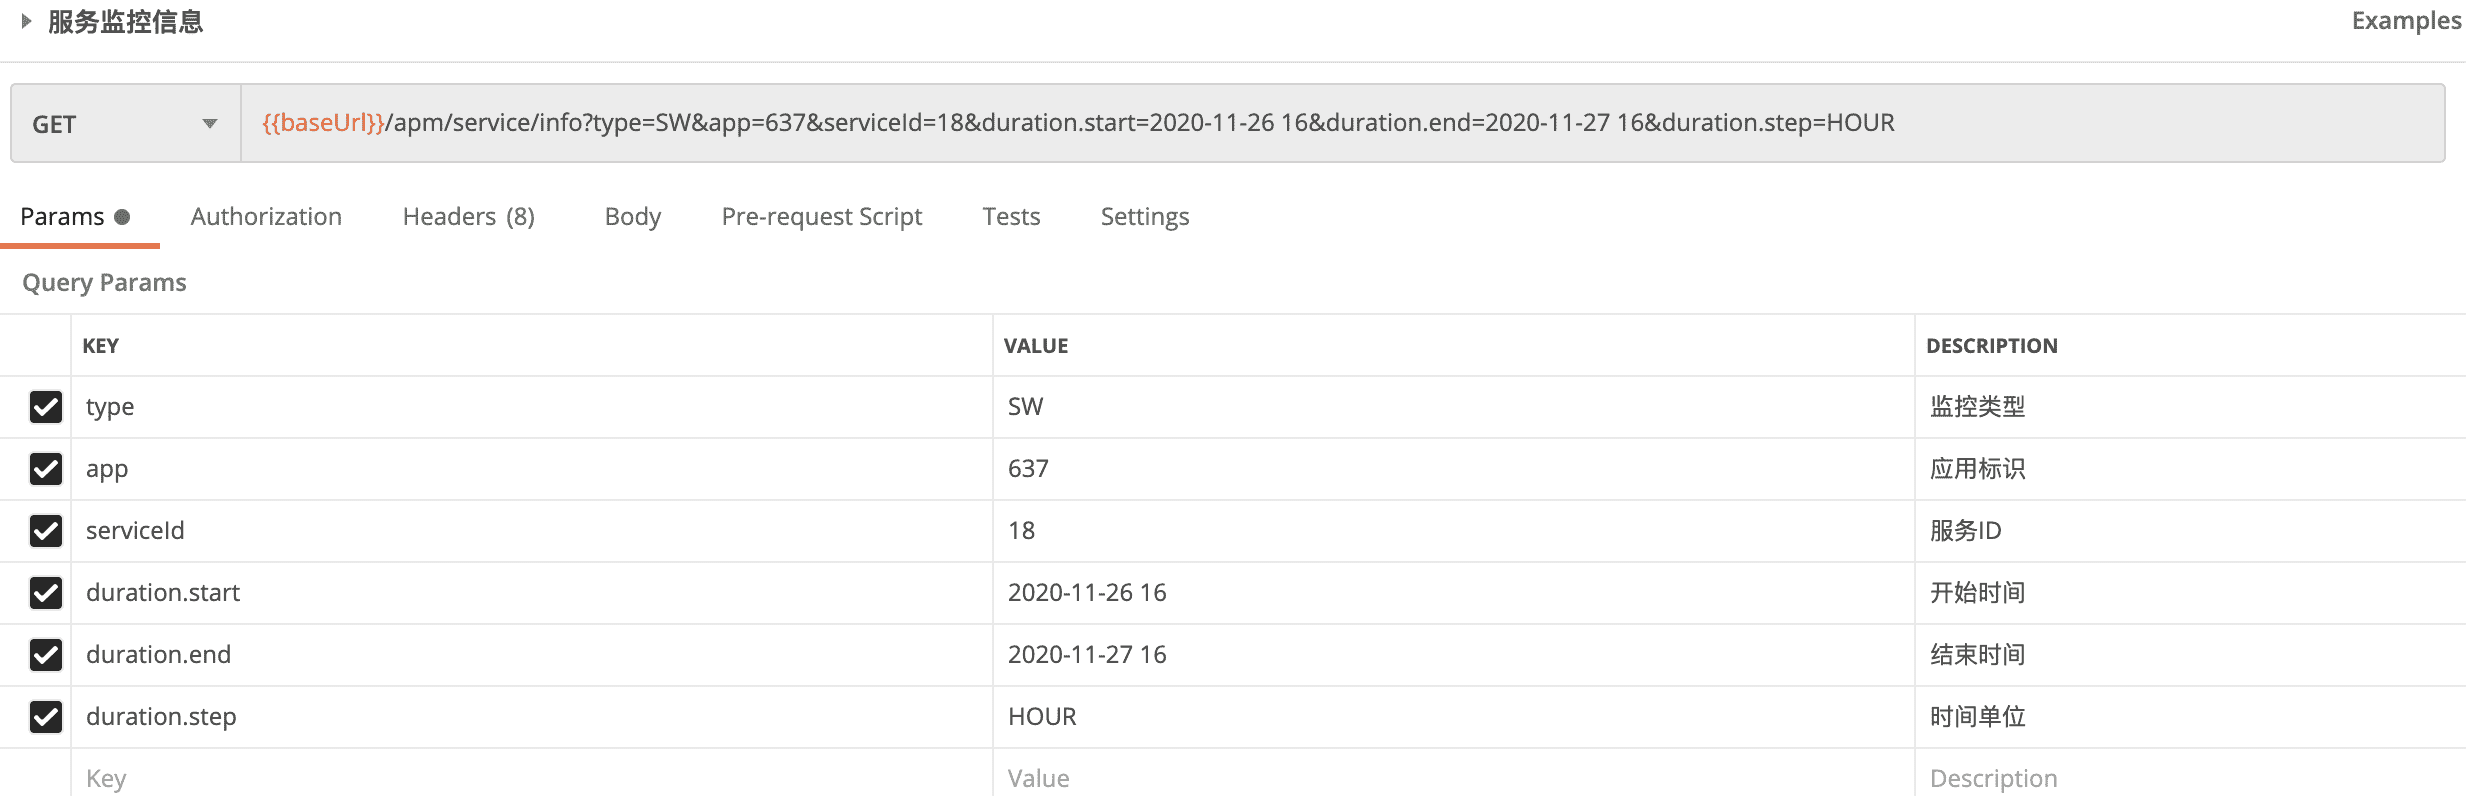 服务监控信息
Examples
GET {{baseUrl}}/apm/service/info?type=SW&app=637&serviceId=18&duration.start=2020-11-26 16&duration.end=2020-11-27 16&duration.step=HOUR
Params Authorization Headers (8) Body Pre-request Script Tests Settings
Query Params
KEY VALUE DESCRIPTION
type SW 监控类型
app 637 应用标识
serviceId 18 服务ID
duration.start 2020-11-26 16 开始时间
duration.end 2020-11-27 16 结束时间
duration.step HOUR 时间单位
Key Value Description